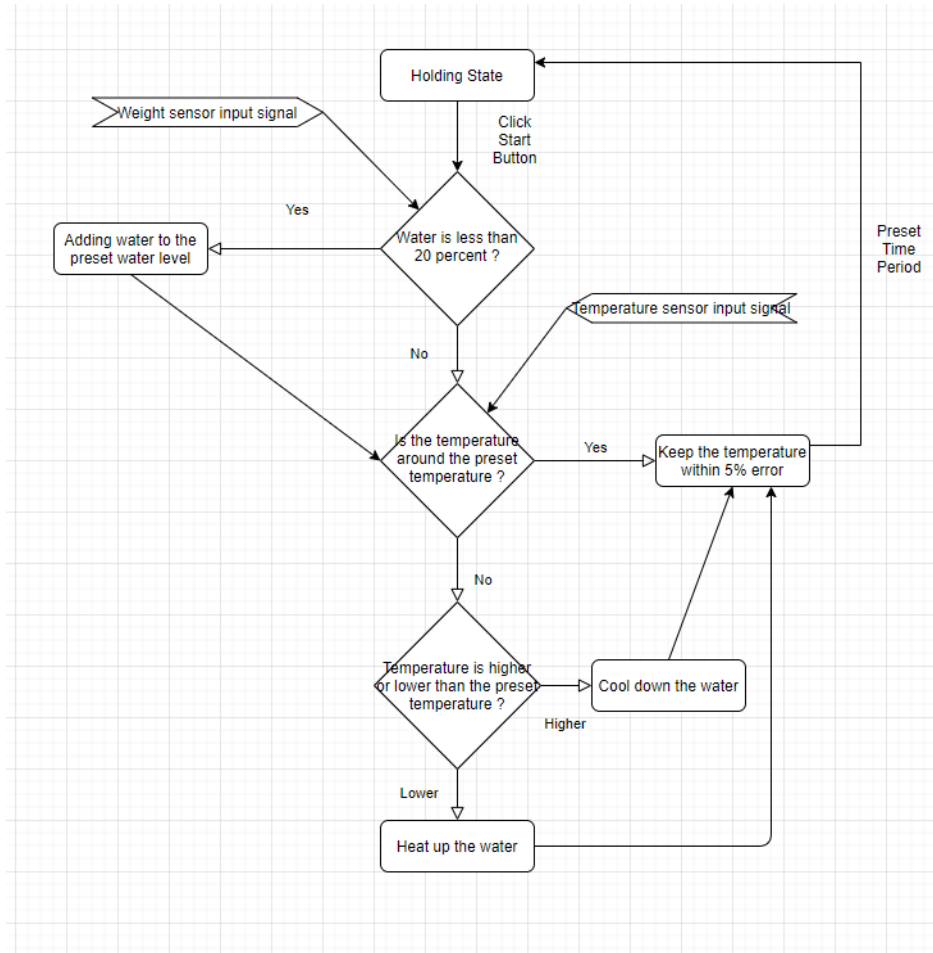 Holding State
Weight sensor input signal
Click
Start
Button
Yes
Water is less than
20 percent ?
Adding water to the
preset water level
Preset
Time
Period
Temperature sensor input signal
No
Is the temperature
around the preset
temperature ?
Yes
Keep the temperature
within 5% error
No
Temperature is higher
or lower than the preset
temperature ?
Cool down the water
Higher
Lower
Heat up the water